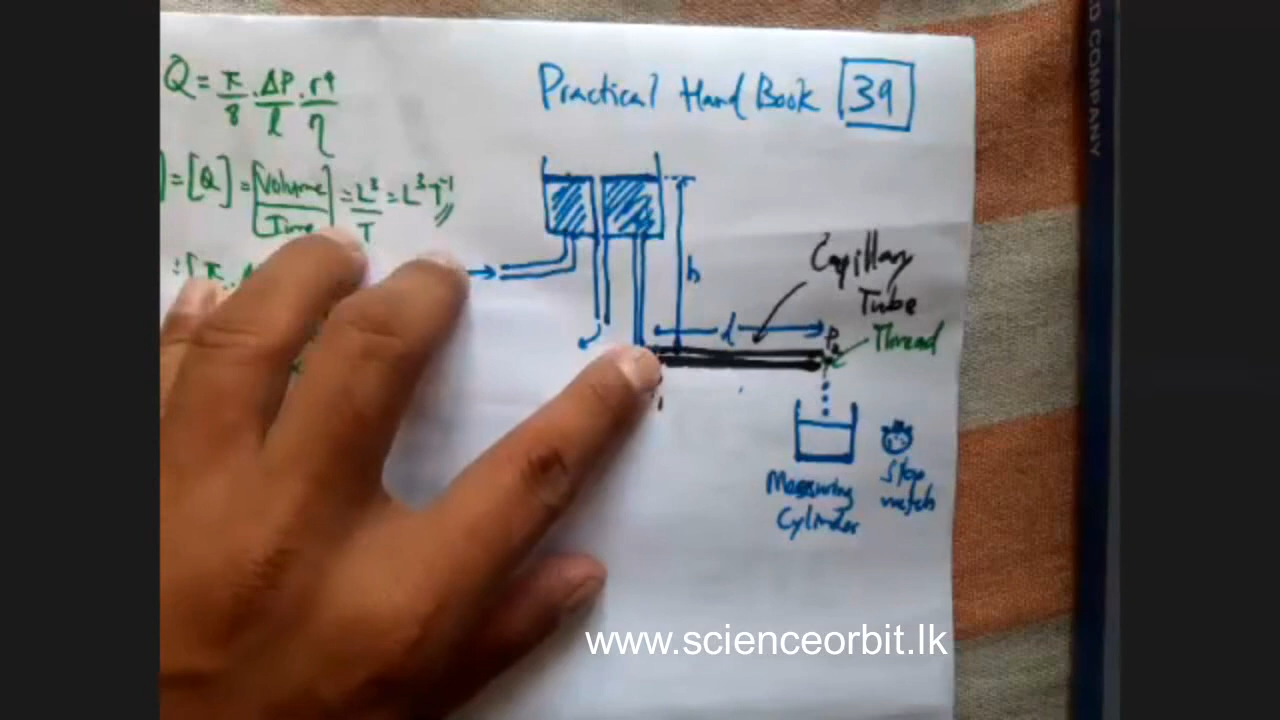 Q = π/8 · ΔP/l · r⁴/η
Practical Hand Book 39
] = [Q] = [Volume/Time] = L³/T = L³T⁻¹
h
l
Capillary
Tube
Thread
Measuring
Cylinder
Stop
watch
www.scienceorbit.lk
D COMPANY